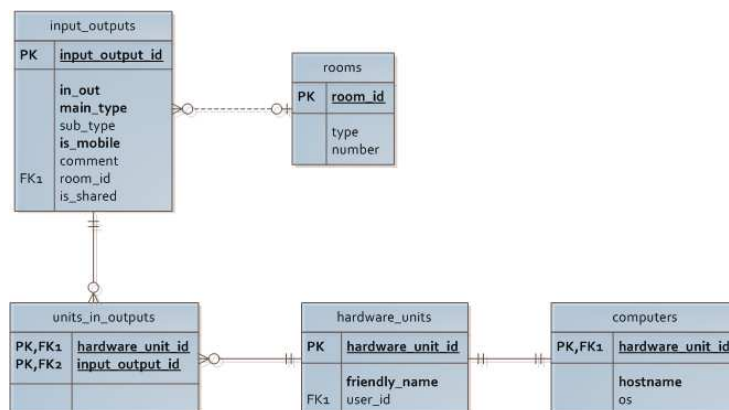 input_outputs
PK input_output_id
in_out
main_type
sub_type
is_mobile
comment
FK1 room_id
is_shared
rooms
PK room_id
type
number
units_in_outputs
PK,FK1 hardware_unit_id
PK,FK2 input_output_id
hardware_units
PK hardware_unit_id
friendly_name
FK1 user_id
computers
PK,FK1 hardware_unit_id
hostname
os